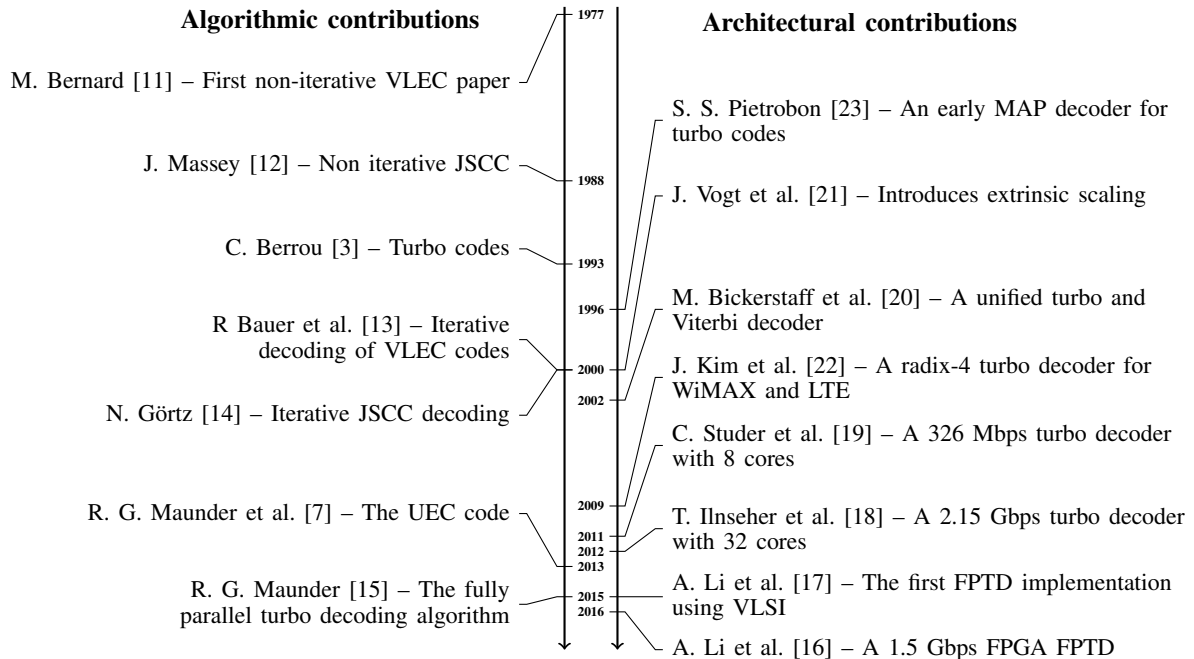 Algorithmic contributions
M. Bernard [11] – First non-iterative VLEC paper
J. Massey [12] – Non iterative JSCC
C. Berrou [3] – Turbo codes
R Bauer et al. [13] – Iterative
decoding of VLEC codes
N. Görtz [14] – Iterative JSCC decoding
R. G. Maunder et al. [7] – The UEC code
R. G. Maunder [15] – The fully
parallel turbo decoding algorithm
1977
1988
1993
1996
2000
2002
2009
2011
2012
2013
2015
2016
Architectural contributions
S. S. Pietrobon [23] – An early MAP decoder for
turbo codes
J. Vogt et al. [21] – Introduces extrinsic scaling
M. Bickerstaff et al. [20] – A unified turbo and
Viterbi decoder
J. Kim et al. [22] – A radix-4 turbo decoder for
WiMAX and LTE
C. Studer et al. [19] – A 326 Mbps turbo decoder
with 8 cores
T. Ilnseher et al. [18] – A 2.15 Gbps turbo decoder
with 32 cores
A. Li et al. [17] – The first FPTD implementation
using VLSI
A. Li et al. [16] – A 1.5 Gbps FPGA FPTD